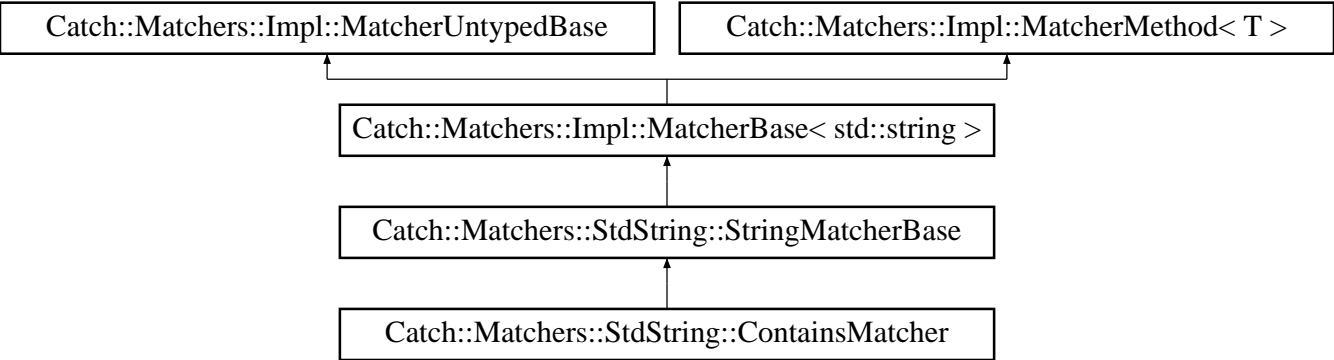 Catch::Matchers::Impl::MatcherUntypedBase
Catch::Matchers::Impl::MatcherMethod< T >
Catch::Matchers::Impl::MatcherBase< std::string >
Catch::Matchers::StdString::StringMatcherBase
Catch::Matchers::StdString::ContainsMatcher